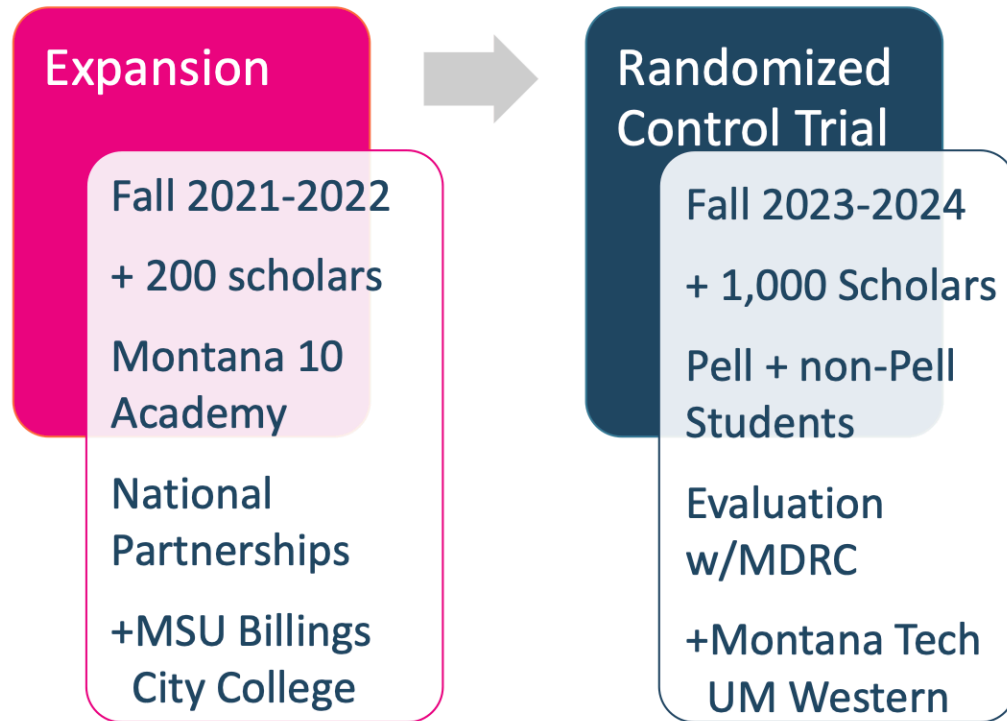 Expansion
Fall 2021-2022
+ 200 scholars
Montana 10
Academy
National
Partnerships
+MSU Billings
City College
Randomized
Control Trial
Fall 2023-2024
+ 1,000 Scholars
Pell + non-Pell
Students
Evaluation
w/MDRC
+Montana Tech
UM Western